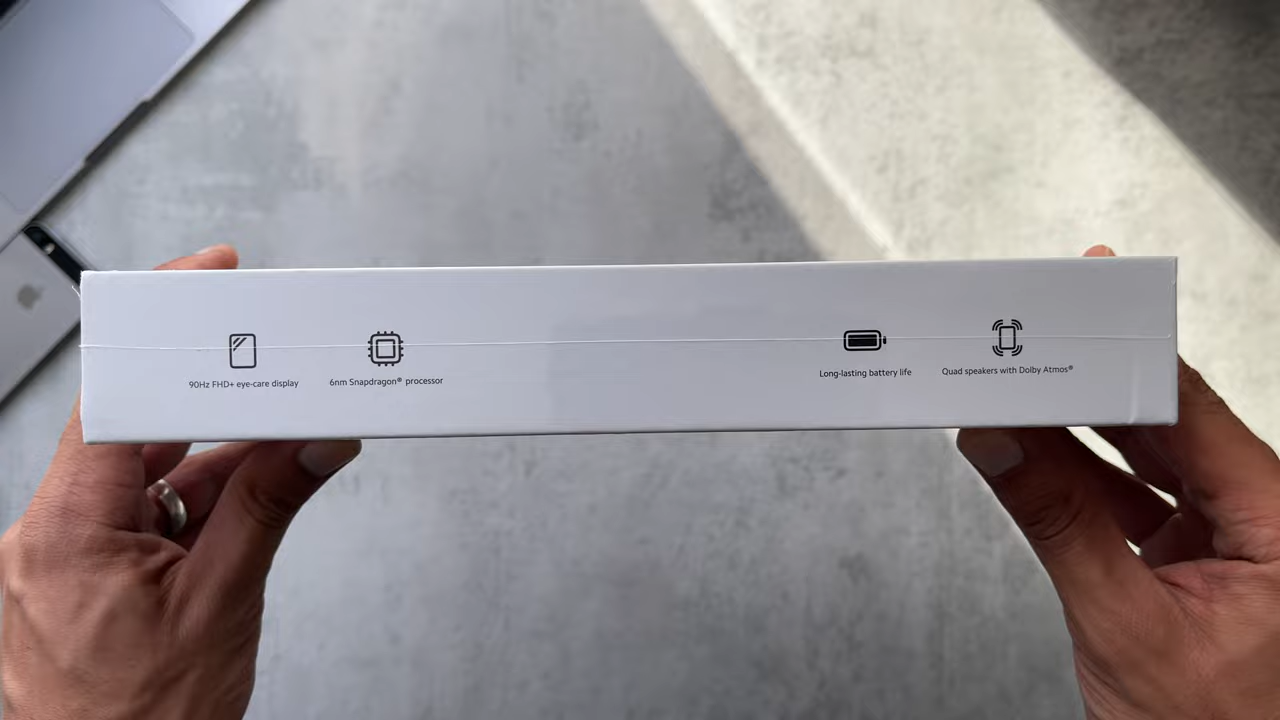 90Hz FHD+ eye-care display
6nm Snapdragon® processor
Long-lasting battery life
Quad speakers with Dolby Atmos®